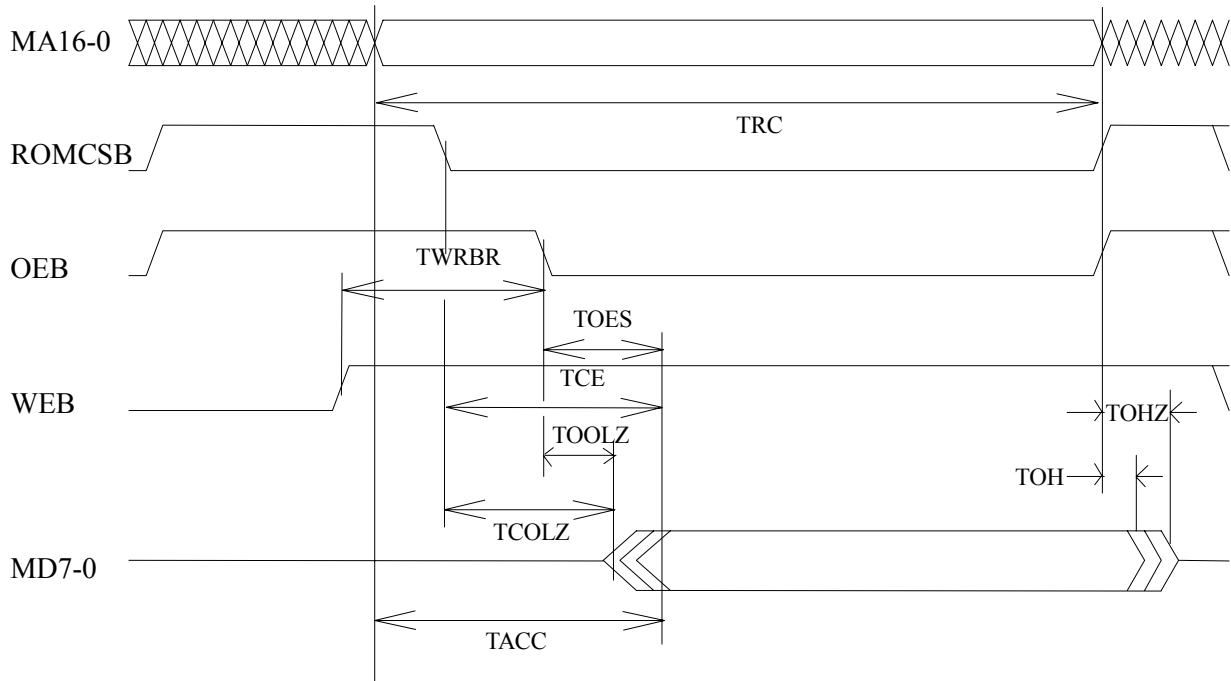 MA16-0
TRC
ROMCSB
OEB
TWRBR
TOES
TCE
WEB
TOHZ
TOOLZ
TOH
TCOLZ
MD7-0
TACC